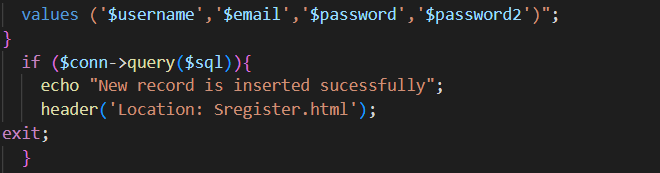 values ('$username','$email','$password','$password2')";
}
if ($conn->query($sql)){
echo "New record is inserted sucessfully";
header('Location: Sregister.html');
exit;
}